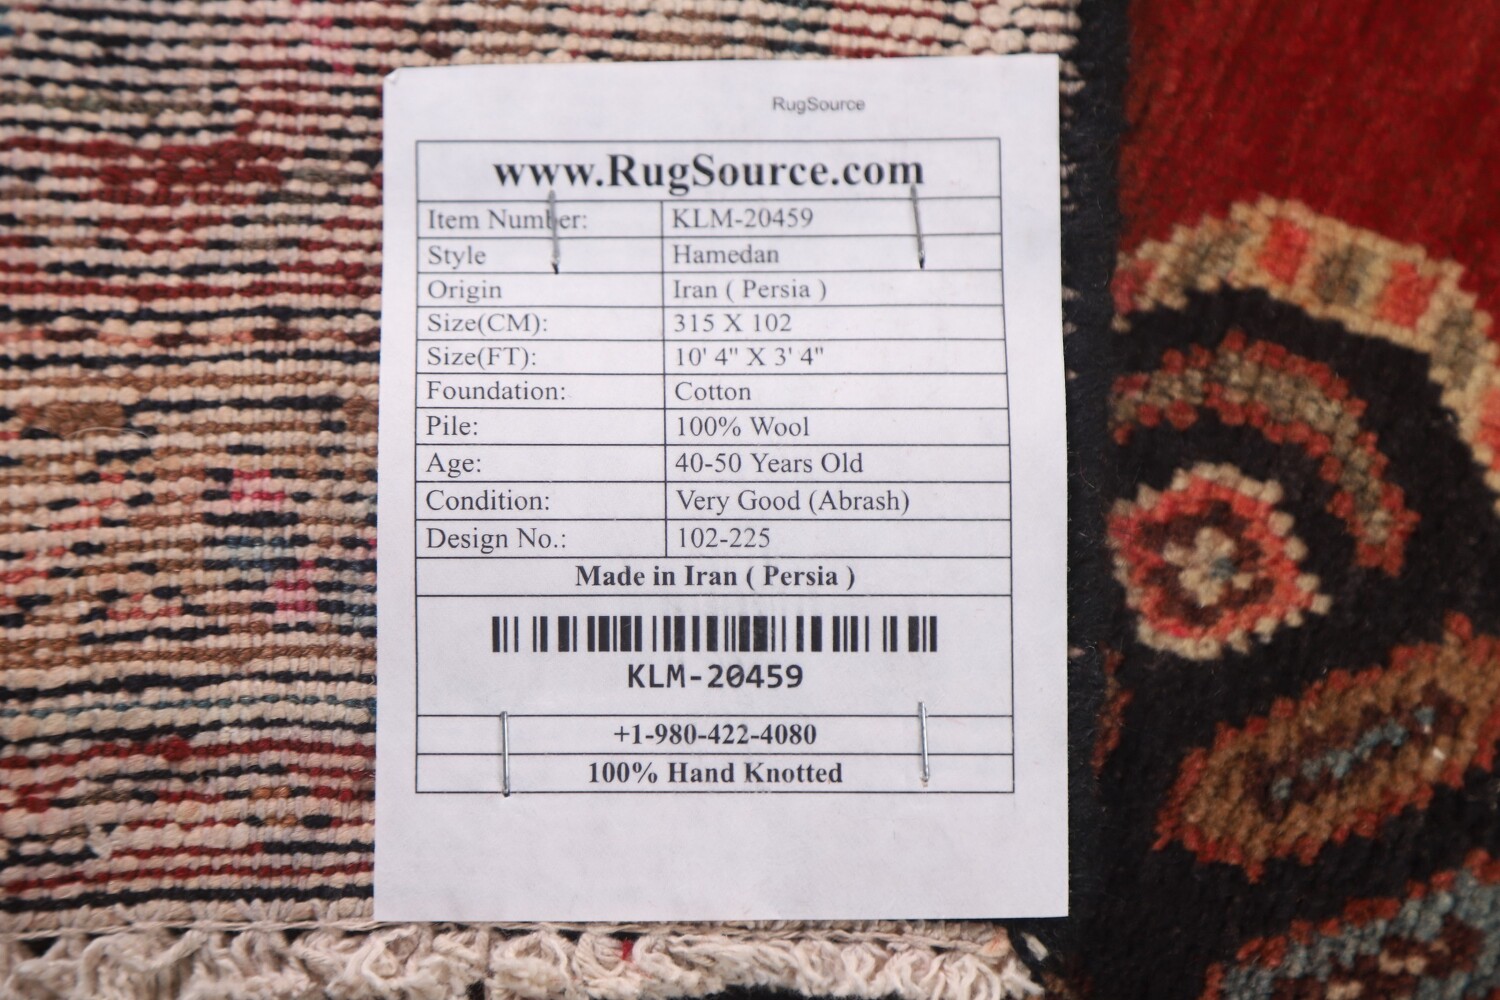 RugSource
www.RugSource.com
Item Number: KLM-20459
Style Hamedan
Origin Iran ( Persia )
Size(CM): 315 X 102
Size(FT): 10' 4" X 3' 4"
Foundation: Cotton
Pile: 100% Wool
Age: 40-50 Years Old
Condition: Very Good (Abrash)
Design No.: 102-225
Made in Iran ( Persia )
KLM-20459
+1-980-422-4080
100% Hand Knotted